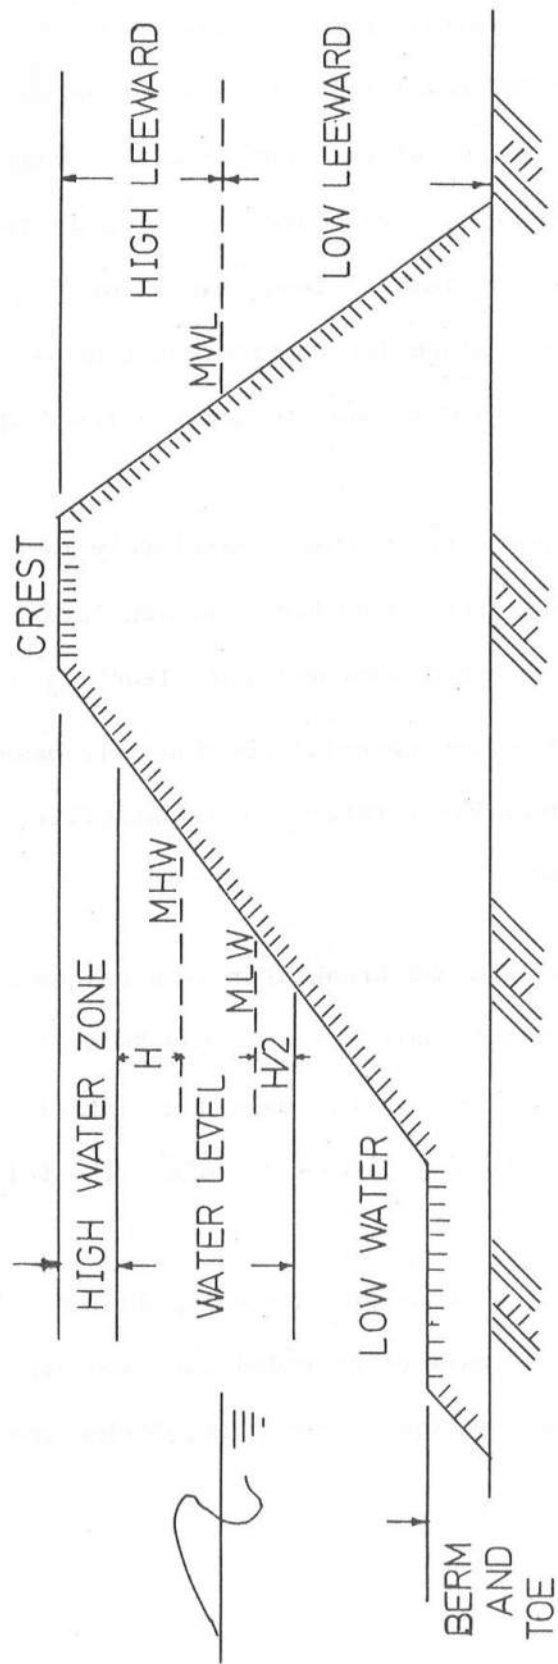 CREST
HIGH WATER ZONE
HIGH LEEWARD
H
MHW
MWL
WATER LEVEL
MLW
H/2
LOW WATER
LOW LEEWARD
BERM
AND
TOE